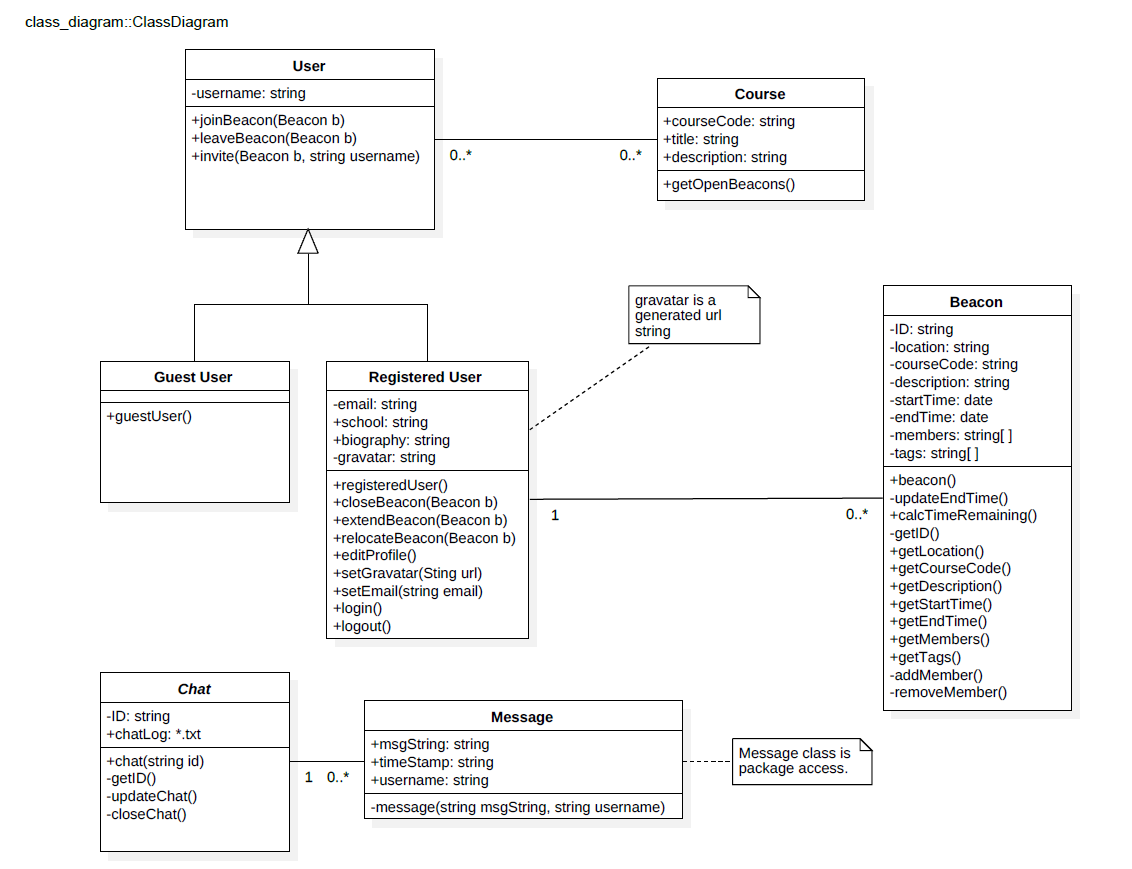 class_diagram::ClassDiagram
User
-username: string
+joinBeacon(Beacon b)
+leaveBeacon(Beacon b)
+invite(Beacon b, string username)
0..*
0..*
Course
+courseCode: string
+title: string
+description: string
+getOpenBeacons()
gravatar is a
generated url
string
Guest User
+guestUser()
Registered User
-email: string
+school: string
+biography: string
-gravatar: string
+registeredUser()
+closeBeacon(Beacon b)
+extendBeacon(Beacon b)
+relocateBeacon(Beacon b)
+editProfile()
+setGravatar(Sting url)
+setEmail(string email)
+login()
+logout()
1
0..*
Beacon
-ID: string
-location: string
-courseCode: string
-description: string
-startTime: date
-endTime: date
-members: string[ ]
-tags: string[ ]
+beacon()
-updateEndTime()
+calcTimeRemaining()
-getID()
+getLocation()
+getCourseCode()
+getDescription()
+getStartTime()
+getEndTime()
+getMembers()
+getTags()
-addMember()
-removeMember()
Chat
-ID: string
+chatLog: *.txt
+chat(string id)
-getID()
-updateChat()
-closeChat()
1
0..*
Message
+msgString: string
+timeStamp: string
+username: string
-message(string msgString, string username)
Message class is
package access.